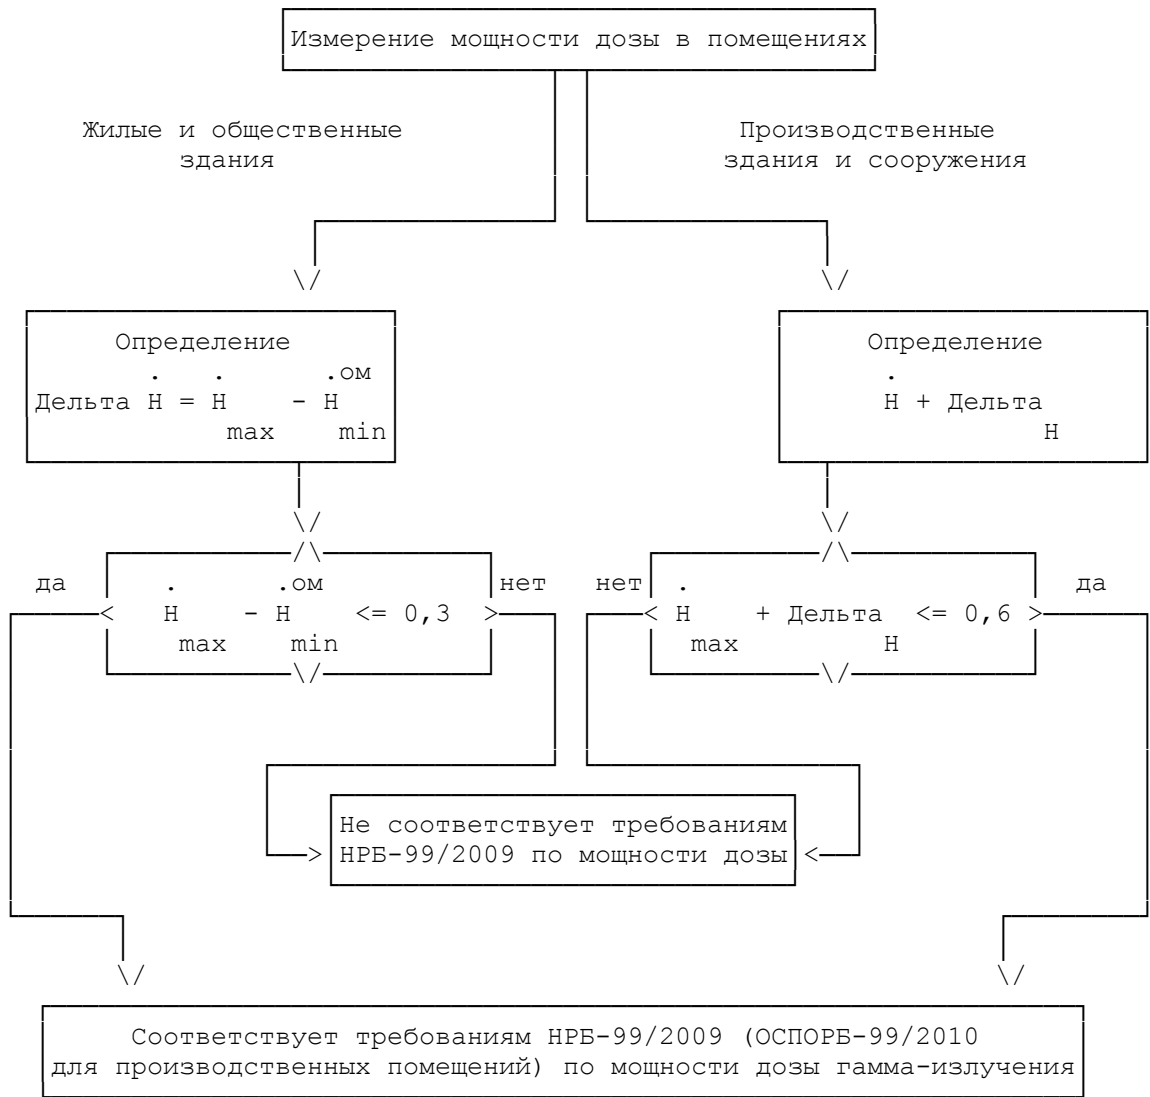 Измерение мощности дозы в помещениях
Жилые и общественные Производственные
здания здания и сооружения
\/ \/
Определение Определение
. . .ом .
Дельта Н = Н - Н Н + Дельта
max min Н
\/ \/
/\ /\
да . .ом нет нет . да
< Н - Н <= 0,3 > < Н + Дельта <= 0,6 >
max min max Н
\/ \/
Не соответствует требованиям
> НРБ-99/2009 по мощности дозы <
\/ \/
Соответствует требованиям НРБ-99/2009 (ОСПОРБ-99/2010
для производственных помещений) по мощности дозы гамма-излучения